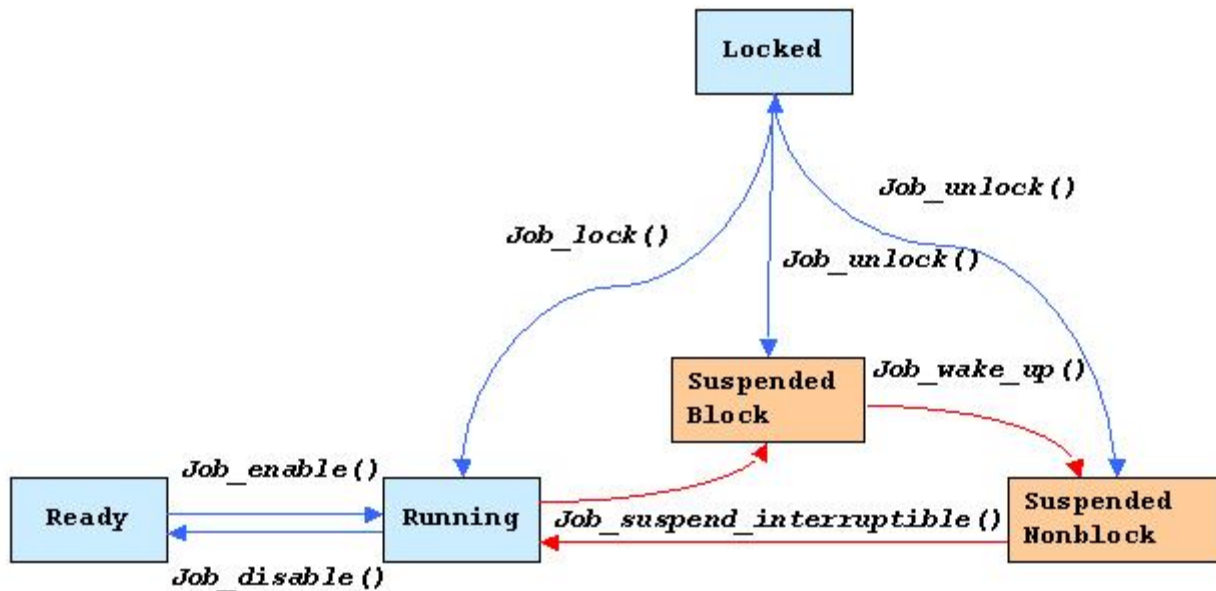 Locked
Job_unlock()
Job_lock()
Job_unlock()
Suspended
Block
Job_wake_up()
Job_enable()
Ready
Running
Job_suspend_interruptible()
Suspended
Nonblock
Job_disable()